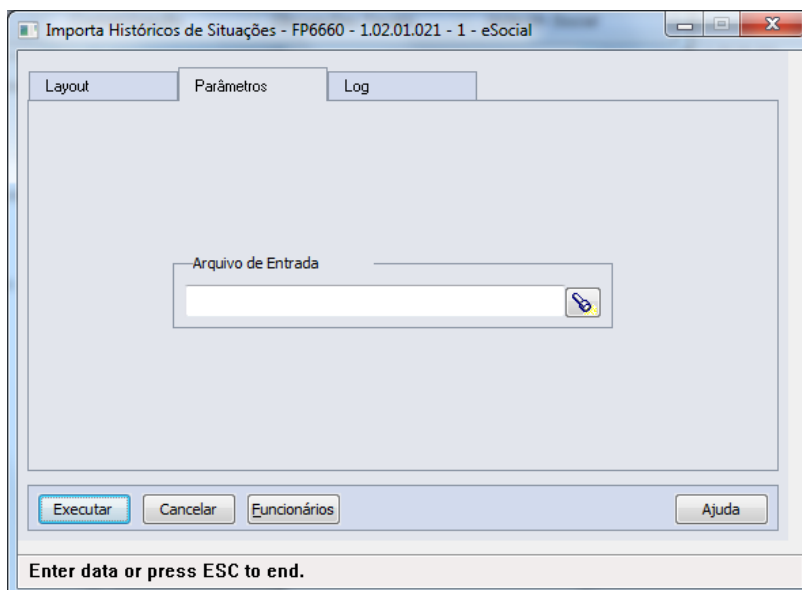 Importa Históricos de Situações - FP6660 - 1.02.01.021 - 1 - eSocial
Layout Parâmetros Log
Arquivo de Entrada
Executar Cancelar Funcionários Ajuda
Enter data or press ESC to end.